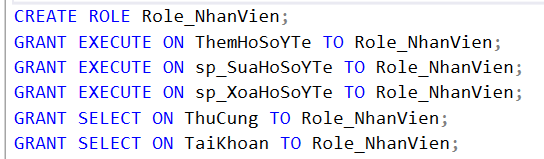 CREATE ROLE Role_NhanVien;
GRANT EXECUTE ON ThemHoSoYTe TO Role_NhanVien;
GRANT EXECUTE ON sp_SuaHoSoYTe TO Role_NhanVien;
GRANT EXECUTE ON sp_XoaHoSoYTe TO Role_NhanVien;
GRANT SELECT ON ThuCung TO Role_NhanVien;
GRANT SELECT ON TaiKhoan TO Role_NhanVien;